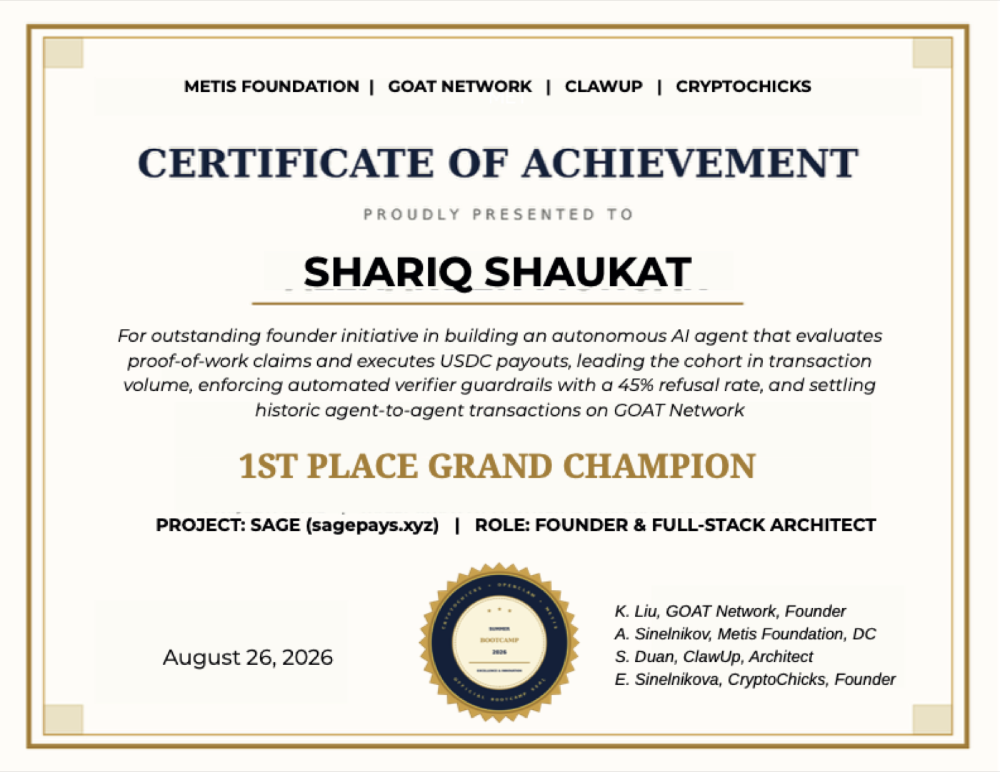 METIS FOUNDATION | GOAT NETWORK | CLAWUP | CRYPTOCHICKS
CERTIFICATE OF ACHIEVEMENT
PROUDLY PRESENTED TO
SHARIQ SHAUKAT
For outstanding founder initiative in building an autonomous AI agent that evaluates
proof-of-work claims and executes USDC payouts, leading the cohort in transaction
volume, enforcing automated verifier guardrails with a 45% refusal rate, and settling
historic agent-to-agent transactions on GOAT Network
1ST PLACE GRAND CHAMPION
PROJECT: SAGE (sagepays.xyz) | ROLE: FOUNDER & FULL-STACK ARCHITECT
August 26, 2026
CRYPTOCHICKS • OPENCLAW • METIS
SUMMER
BOOTCAMP
2026
EXCELLENCE & INNOVATION
OFFICIAL BOOTCAMP SEAL
K. Liu, GOAT Network, Founder
A. Sinelnikov, Metis Foundation, DC
S. Duan, ClawUp, Architect
E. Sinelnikova, CryptoChicks, Founder